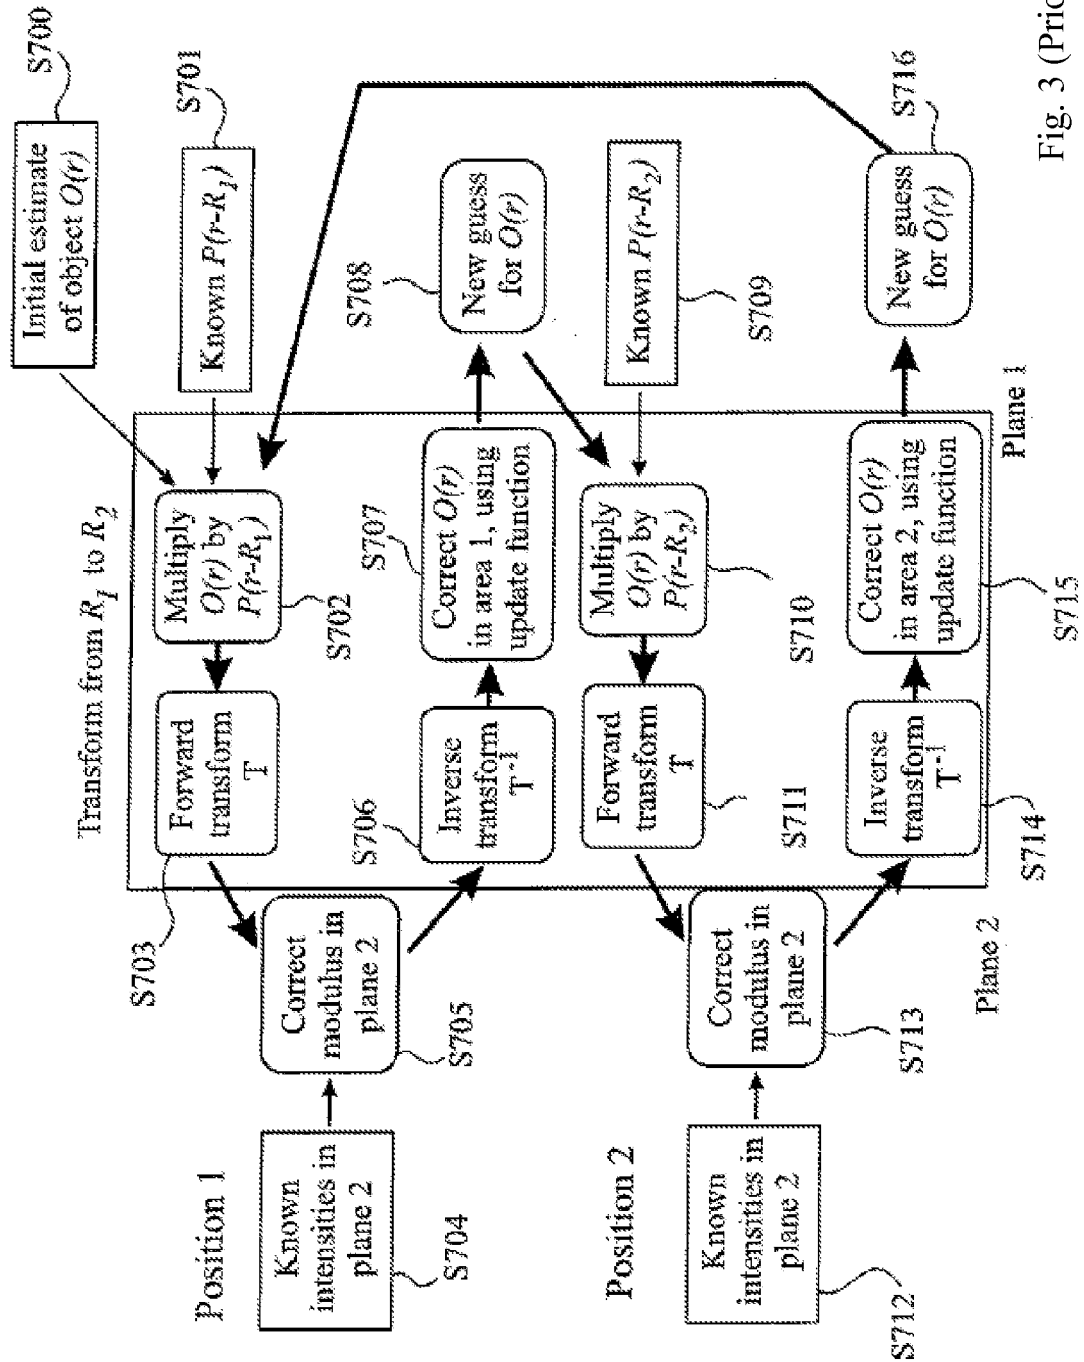 Initial estimate
of object O(r)
S700
Transform from R1 to R2
Known P(r-R1)
S701
Multiply
O(r) by
P(r-R1)
S702
Forward
transform
T
S703
Position 1
Known
intensities in
plane 2
S704
Correct
modulus in
plane 2
S705
Inverse
transform
T-1
S706
Correct O(r)
in area 1, using
update function
S707
New guess
for O(r)
S708
Known P(r-R2)
S709
Multiply
O(r) by
P(r-R2)
S710
Forward
transform
T
S711
Position 2
Known
intensities in
plane 2
S712
Correct
modulus in
plane 2
S713
Inverse
transform
T-1
S714
Correct O(r)
in area 2, using
update function
S715
New guess
for O(r)
S716
Plane 2
Plane 1
Fig. 3 (Prio